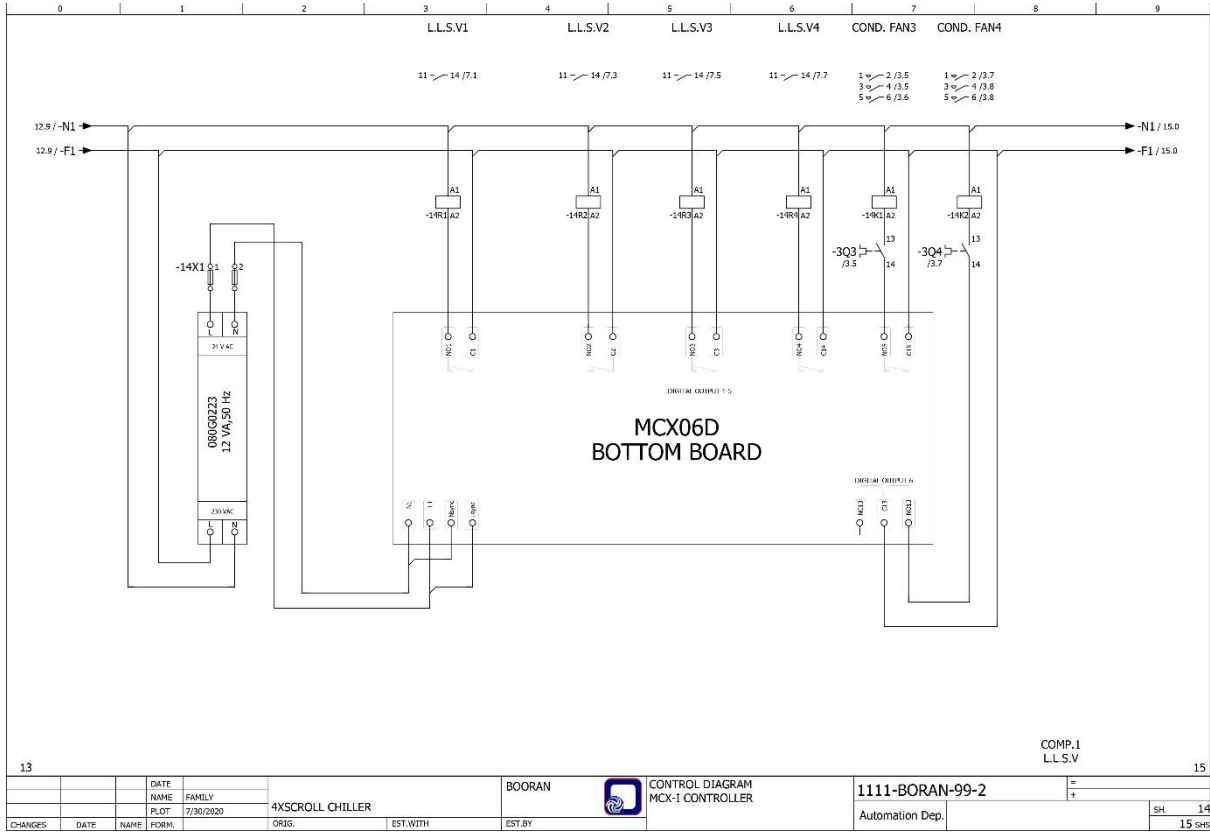 0 1 2 3 4 5 6 7 8 9
L.L.S.V1 L.L.S.V2 L.L.S.V3 L.L.S.V4 COND. FAN3 COND. FAN4
11 14 /7.1 11 14 /7.3 11 14 /7.5 11 14 /7.7 1 2 /3.5 1 2 /3.7
3 4 /3.5 3 4 /3.8
5 6 /3.6 5 6 /3.8
12.9 / -N1 -N1 / 15.0
12.9 / -F1 -F1 / 15.0
A1 A1 A1 A1 A1 A1
-14R1 A2 -14R2 A2 -14R3 A2 -14R4 A2 -14K1 A2 -14K2 A2
13 13
-3Q3 -3Q4
/3.5 14 /3.7 14
-14X1 1 2
L N
24 VAC
NO1 C1 NO2 C2 NO3 C3 NO4 C14 C15
DIGITAL OUTPUT 1-5
080G0223
12 VA,50 Hz
MCX06D
BOTTOM BOARD
DIGITAL OUTPUT 6
230 VAC
L N
N1 Nsync Lsync NC13 C13 NO13
COMP.1
L.L.S.V
13 15
DATE
NAME FAMILY
PLOT 7/30/2020
CHANGES DATE NAME FORM.
4XSCROLL CHILLER
ORIG. EST.WITH EST.BY
BOORAN
CONTROL DIAGRAM
MCX-I CONTROLLER
1111-BORAN-99-2
Automation Dep.
=
+
SH. 14
15 SHS